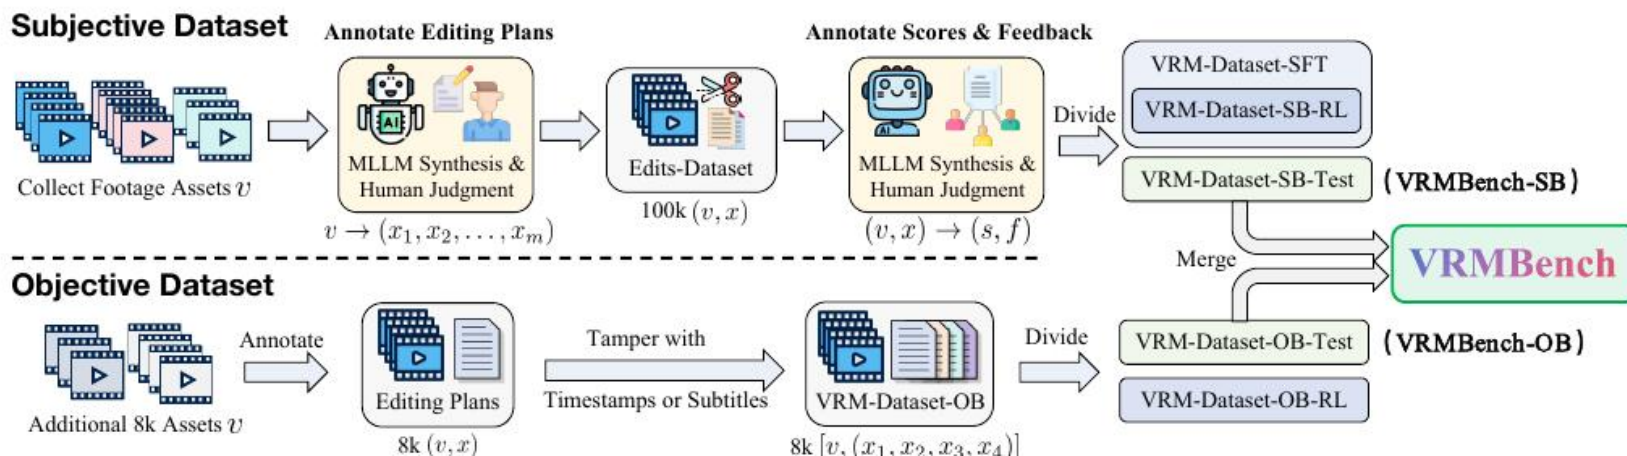 Subjective Dataset
Annotate Editing Plans
Annotate Scores & Feedback
Collect Footage Assets v
AI
MLLM Synthesis &
Human Judgment
v → (x₁, x₂, . . . , xₘ)
Edits-Dataset
100k (v, x)
AI
MLLM Synthesis &
Human Judgment
(v, x) → (s, f)
Divide
VRM-Dataset-SFT
VRM-Dataset-SB-RL
VRM-Dataset-SB-Test
(VRMBench-SB)
Merge
VRMBench
Objective Dataset
Additional 8k Assets v
Annotate
Editing Plans
8k (v, x)
Tamper with
Timestamps or Subtitles
VRM-Dataset-OB
8k [v, (x₁, x₂, x₃, x₄)]
Divide
VRM-Dataset-OB-Test
(VRMBench-OB)
VRM-Dataset-OB-RL